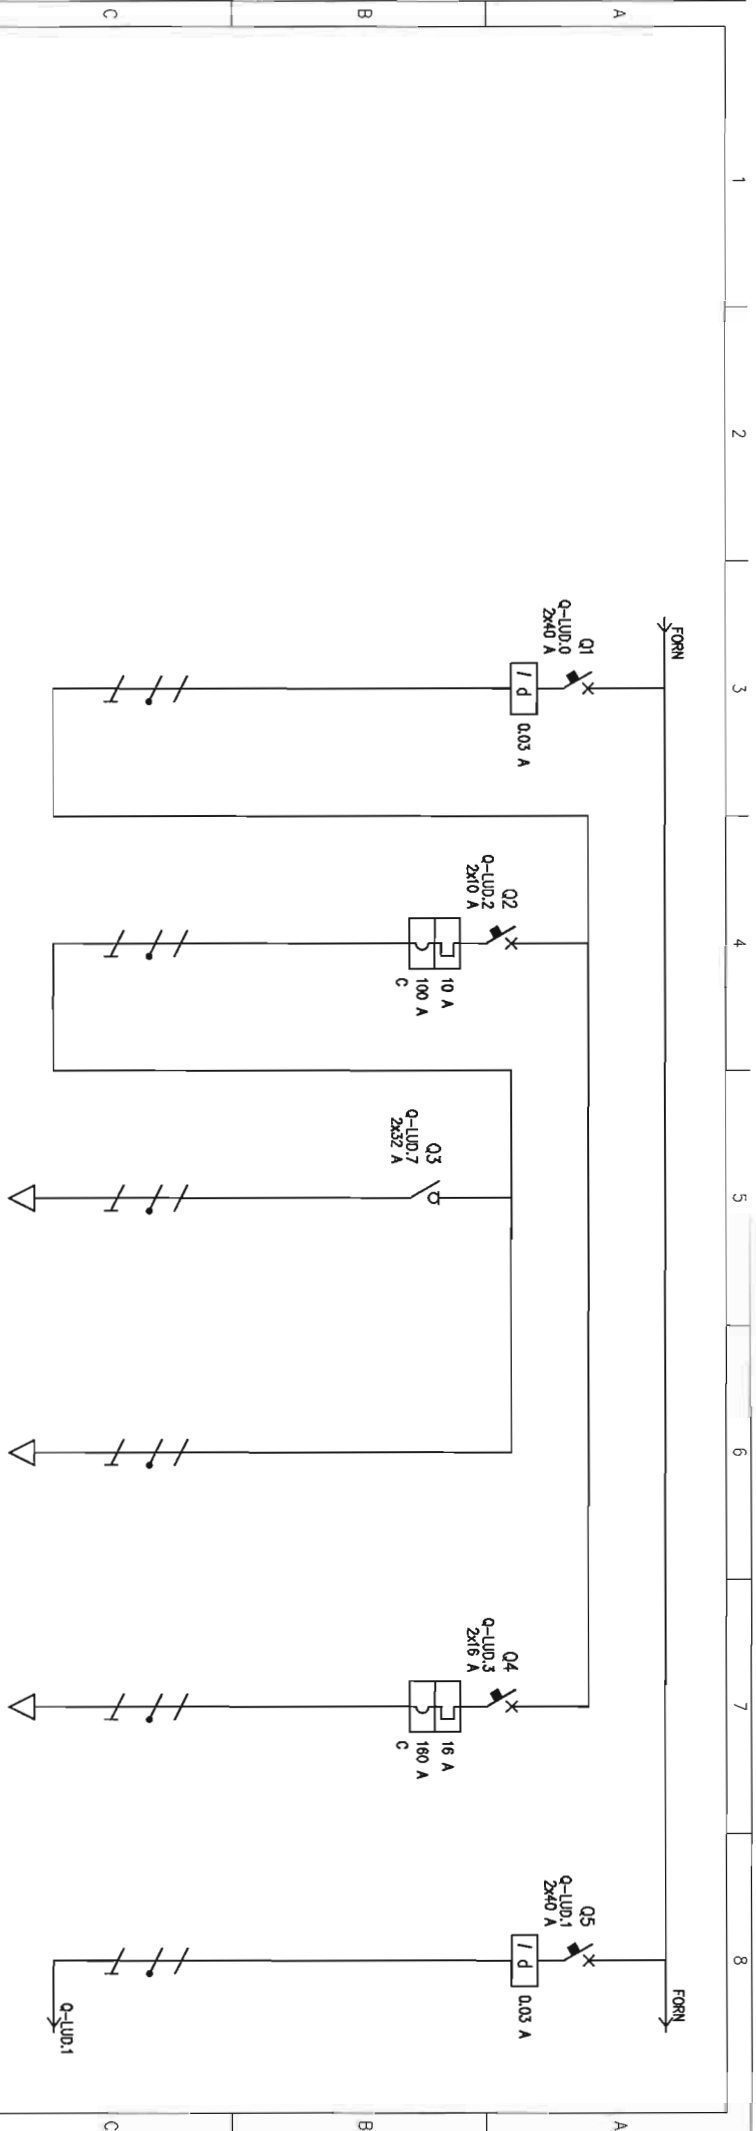 1
2
3
4
5
6
7
8
A
B
C
FORN
FORN
Q1
Q-LUD.0
2x40 A
I d
0.03 A
Q2
Q-LUD.2
2x10 A
10 A
100 A
C
Q3
Q-LUD.7
2x32 A
Q4
Q-LUD.3
2x16 A
16 A
160 A
C
Q5
Q-LUD.1
2x40 A
I d
0.03 A
Q-LUD.1
A
B
C